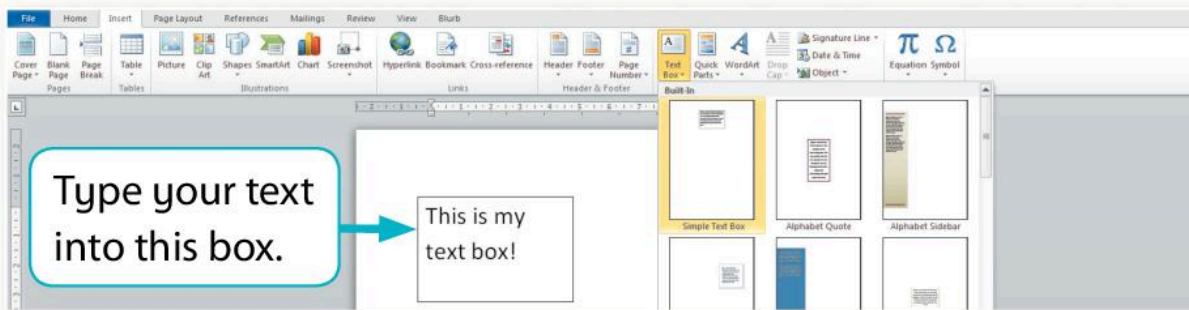 File Home Insert Page Layout References Mailings Review View Blurb
Cover Page Blank Page Page Break Table Picture Clip Art Shapes SmartArt Chart Screenshot Hyperlink Bookmark Cross-reference Header Footer Page Number Text Box Quick Parts WordArt Drop Cap Signature Line Date & Time Object Equation Symbol
Pages Tables Illustrations Links Header & Footer
Built-In
Simple Text Box Alphabet Quote Alphabet Sidebar
Type your text
into this box.
This is my
text box!